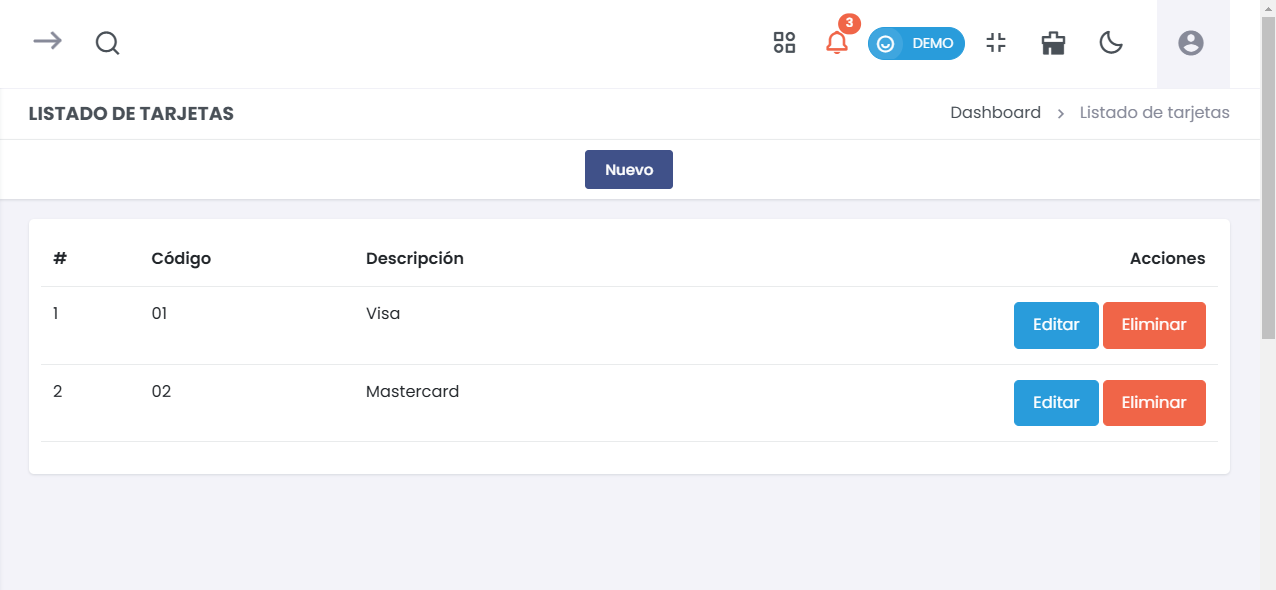 3
DEMO
LISTADO DE TARJETAS
Dashboard > Listado de tarjetas
Nuevo
# Código Descripción Acciones
1 01 Visa Editar Eliminar
2 02 Mastercard Editar Eliminar